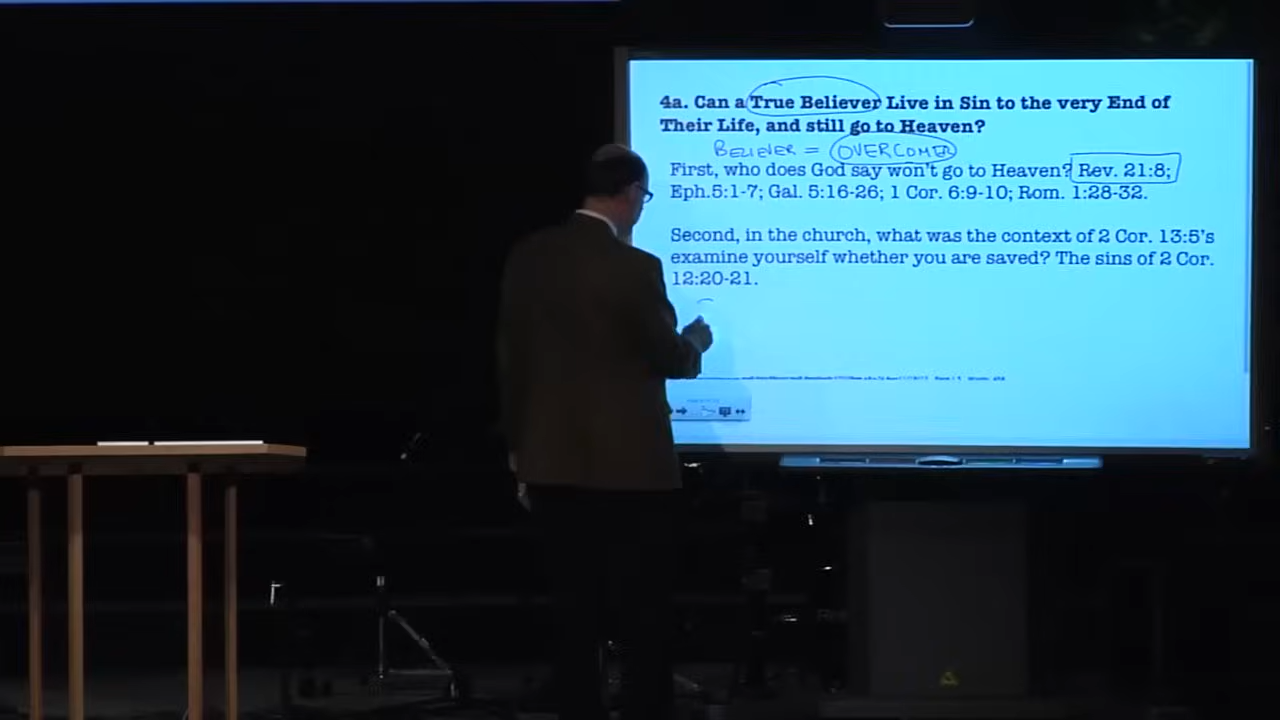 4a. Can a True Believer Live in Sin to the very End of
Their Life, and still go to Heaven?
BELIEVER = OVERCOMER
First, who does God say won't go to Heaven? Rev. 21:8;
Eph.5:1-7; Gal. 5:16-26; 1 Cor. 6:9-10; Rom. 1:28-32.
Second, in the church, what was the context of 2 Cor. 13:5's
examine yourself whether you are saved? The sins of 2 Cor.
12:20-21.